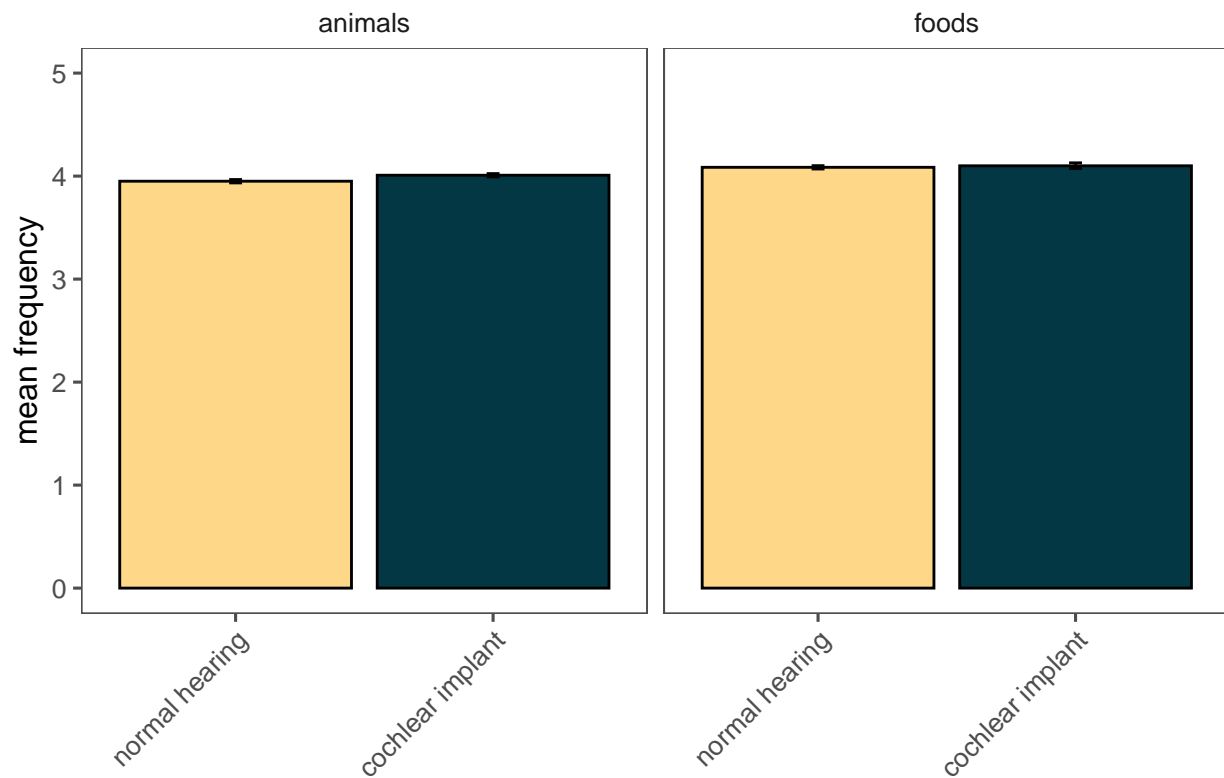 animals
foods
mean frequency
5
4
3
2
1
0
normal hearing
cochlear implant
normal hearing
cochlear implant